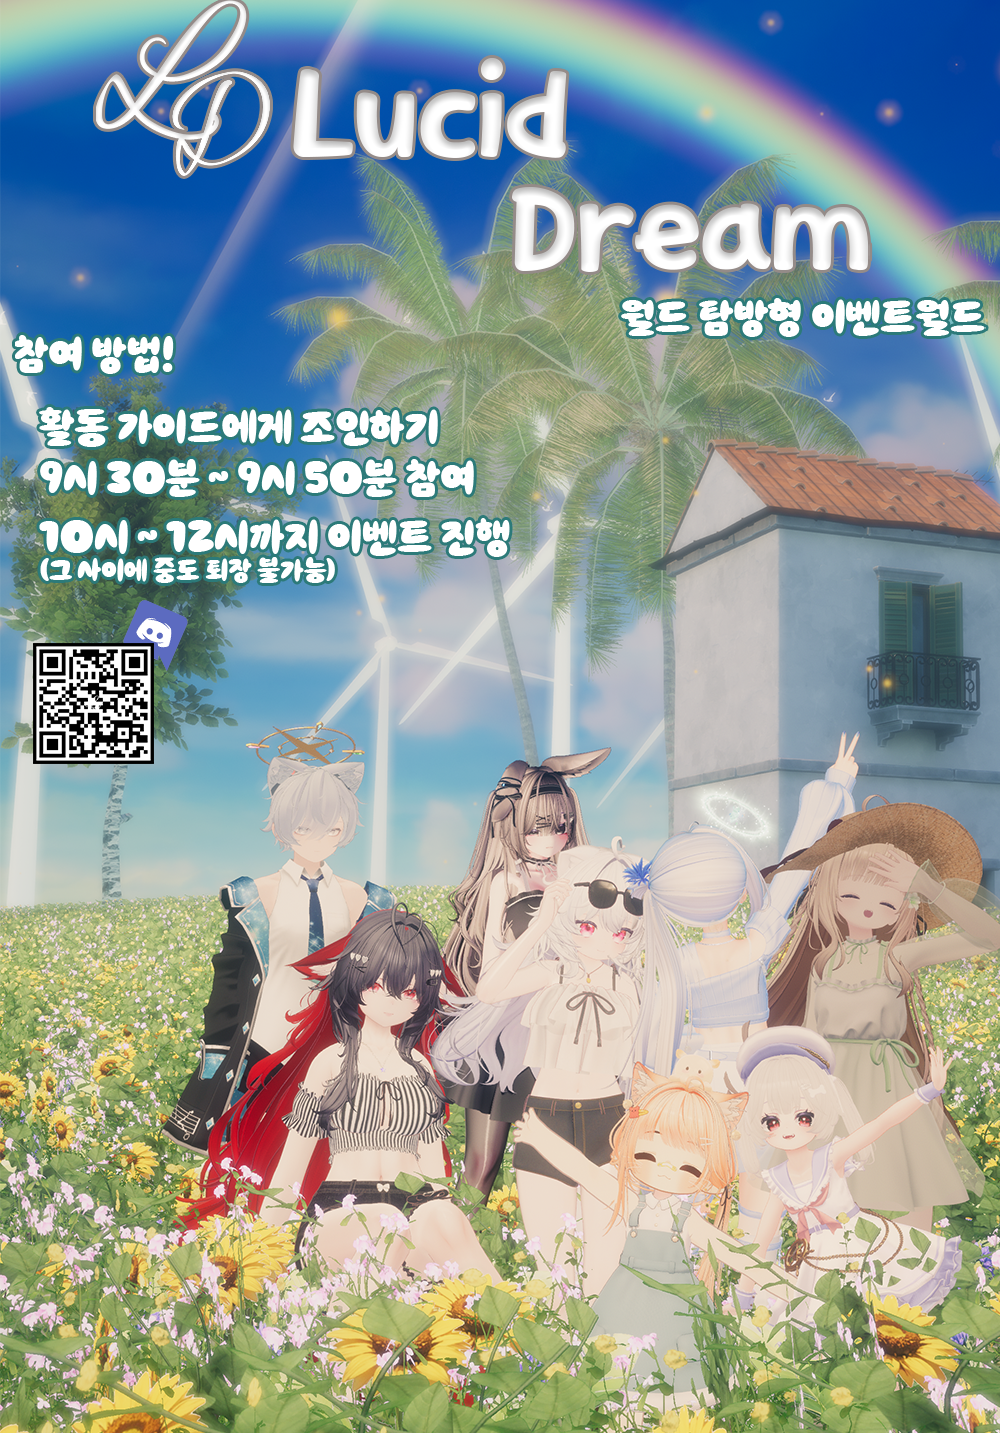 LD Lucid
Dream
월드 탐방형 이벤트월드
참여 방법!
활동 가이드에게 조인하기
9시 30분 ~ 9시 50분 참여
10시 ~ 12시까지 이벤트 진행
(그 사이에 중도 퇴장 불가능)